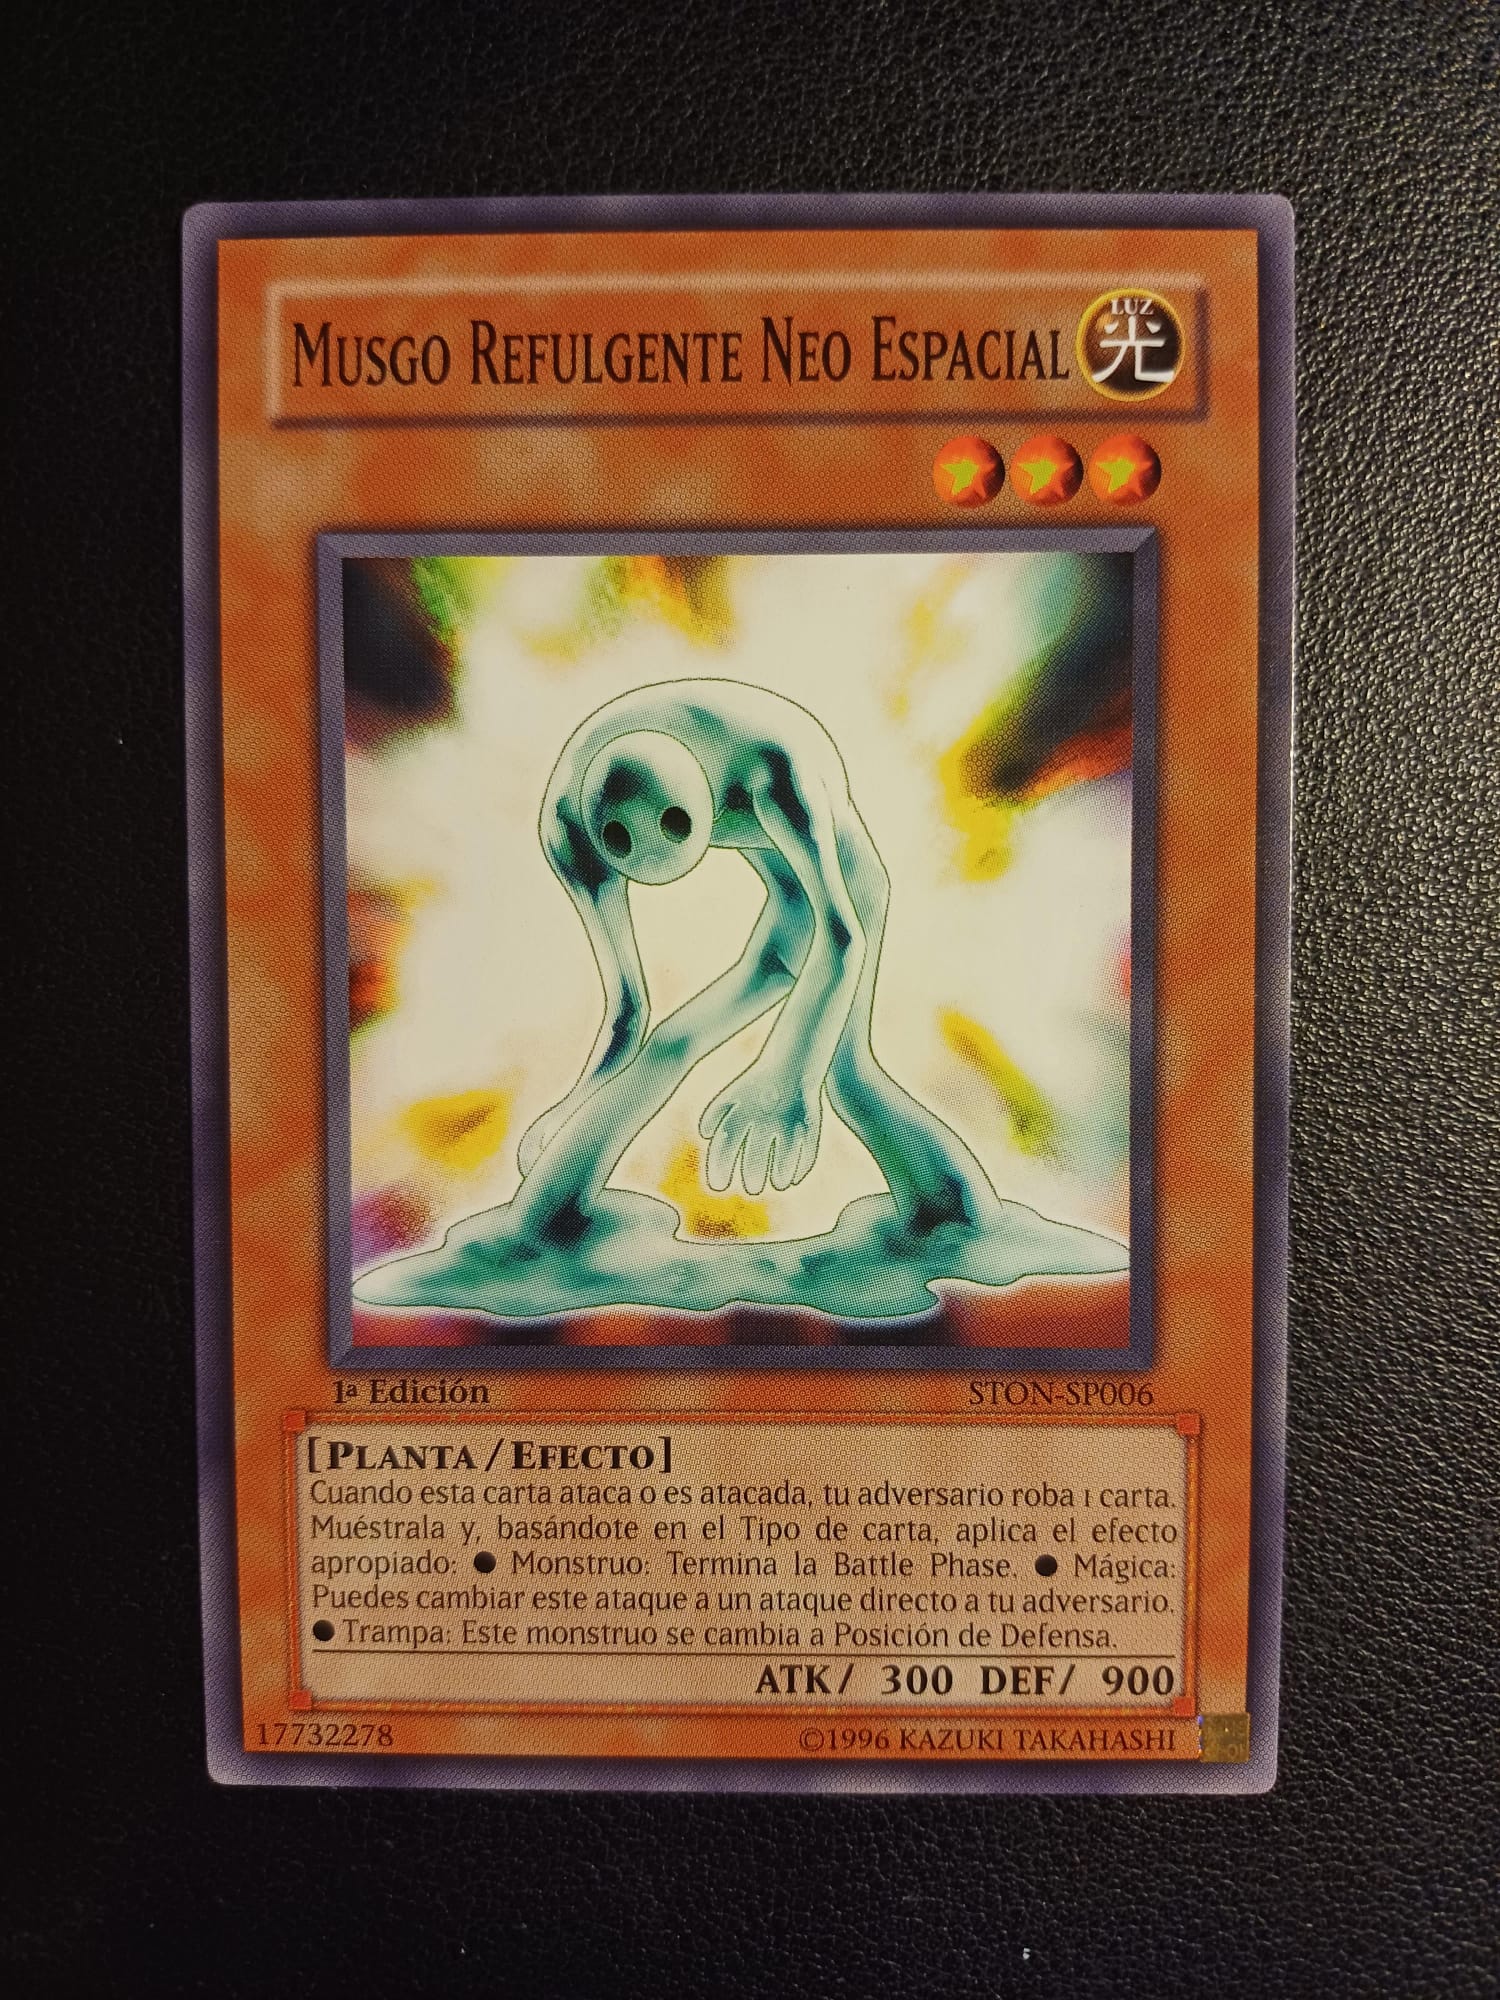 Musgo Refulgente Neo Espacial
LUZ
光
1ª Edición
STON-SP006
[Planta/Efecto]
Cuando esta carta ataca o es atacada, tu adversario roba 1 carta.
Muéstrala y, basándote en el Tipo de carta, aplica el efecto
apropiado: ● Monstruo: Termina la Battle Phase. ● Mágica:
Puedes cambiar este ataque a un ataque directo a tu adversario.
● Trampa: Este monstruo se cambia a Posición de Defensa.
ATK/ 300 DEF/ 900
17732278
©1996 KAZUKI TAKAHASHI